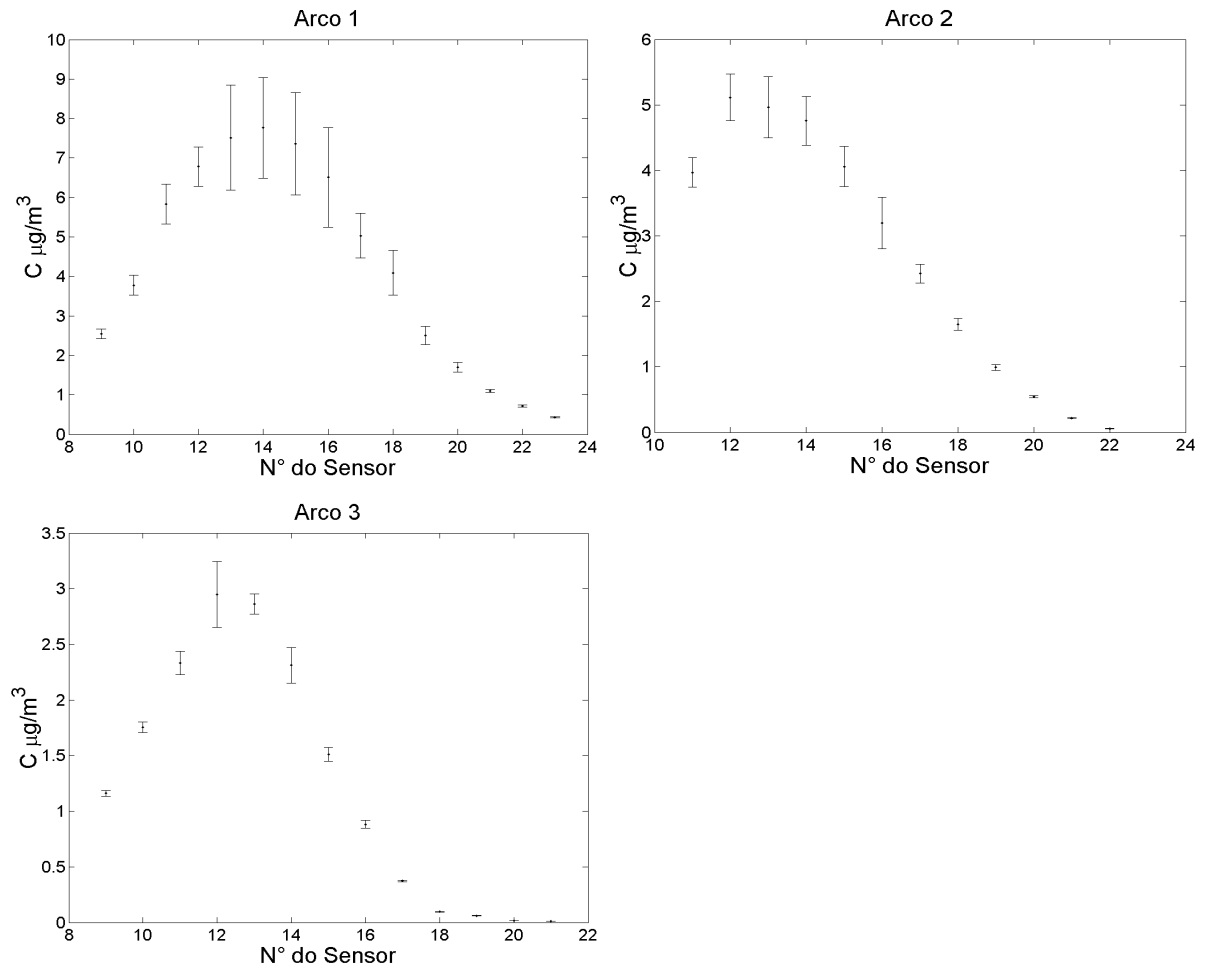 Arco 1
10
9
8
7
6
5
4
3
2
1
0
C μg/m³
8 10 12 14 16 18 20 22 24
N° do Sensor
Arco 2
6
5
4
3
2
1
0
C μg/m³
10 12 14 16 18 20 22 24
N° do Sensor
Arco 3
3.5
3
2.5
2
1.5
1
0.5
0
C μg/m³
8 10 12 14 16 18 20 22
N° do Sensor